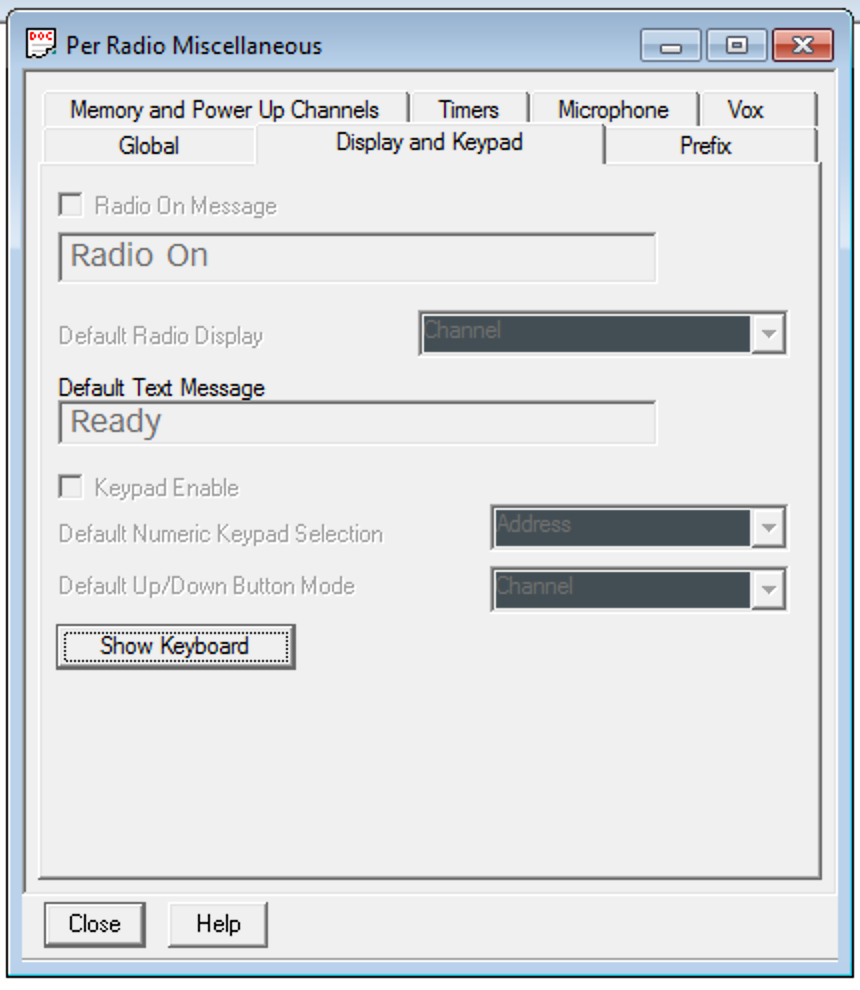 DOC Per Radio Miscellaneous
Memory and Power Up Channels Timers Microphone Vox
Global Display and Keypad Prefix
Radio On Message
Radio On
Default Radio Display Channel
Default Text Message
Ready
Keypad Enable
Default Numeric Keypad Selection Address
Default Up/Down Button Mode Channel
Show Keyboard
Close Help